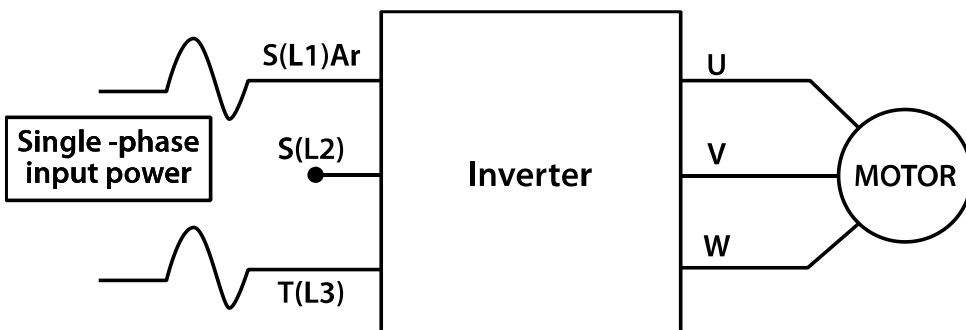 S(L1)Ar
U
Single -phase
input power
S(L2)
Inverter
V
MOTOR
W
T(L3)